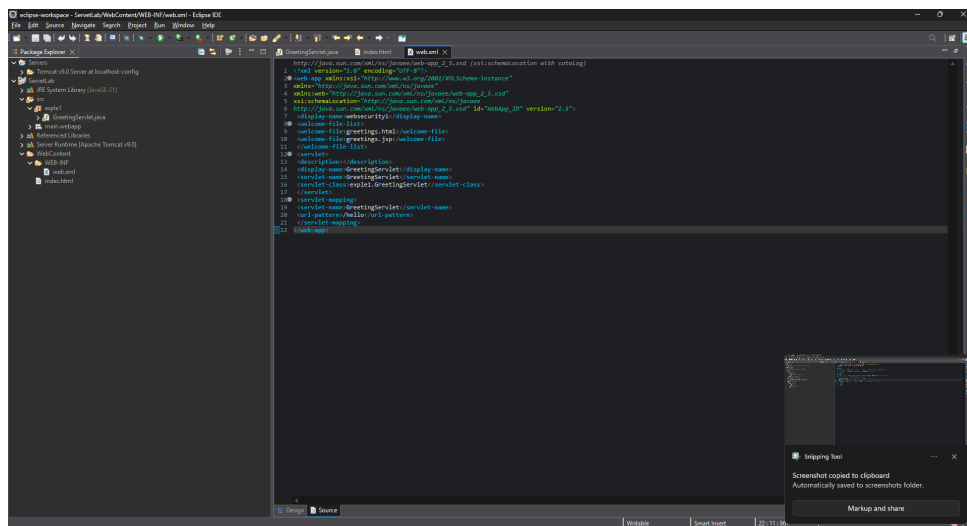 eclipse-workspace - ServetLab/WebContent/WEB-INF/web.xml - Eclipse IDE
File Edit Source Navigate Search Project Run Window Help
Package Explorer
GreetingServlet.java
index.html
web.xml
Servers
Tomcat v9.0 Server at localhost-config
ServetLab
JRE System Library [JavaSE-21]
src
exple1
GreetingServlet.java
main.webapp
Referenced Libraries
Server Runtime [Apache Tomcat v9.0]
WebContent
WEB-INF
web.xml
index.html
http://java.sun.com/xml/ns/javaee/web-app_2_5.xsd (xsi:schemaLocation with catalog)
1 <?xml version="1.0" encoding="UTF-8"?>
2 <web-app xmlns:xsi="http://www.w3.org/2001/XMLSchema-instance"
3 xmlns="http://java.sun.com/xml/ns/javaee"
4 xmlns:web="http://java.sun.com/xml/ns/javaee/web-app_2_5.xsd"
5 xsi:schemaLocation="http://java.sun.com/xml/ns/javaee
6 http://java.sun.com/xml/ns/javaee/web-app_2_5.xsd" id="WebApp_ID" version="2.5">
7 <display-name>websecurity1</display-name>
8 <welcome-file-list>
9 <welcome-file>greetings.html</welcome-file>
10 <welcome-file>greetings.jsp</welcome-file>
11 </welcome-file-list>
12 <servlet>
13 <description></description>
14 <display-name>GreetingServlet</display-name>
15 <servlet-name>GreetingServlet</servlet-name>
16 <servlet-class>exple1.GreetingServlet</servlet-class>
17 </servlet>
18 <servlet-mapping>
19 <servlet-name>GreetingServlet</servlet-name>
20 <url-pattern>/hello</url-pattern>
21 </servlet-mapping>
22 </web-app>
Snipping Tool
Screenshot copied to clipboard
Automatically saved to screenshots folder.
Markup and share
Design Source
Writable Smart Insert 22 : 11 :